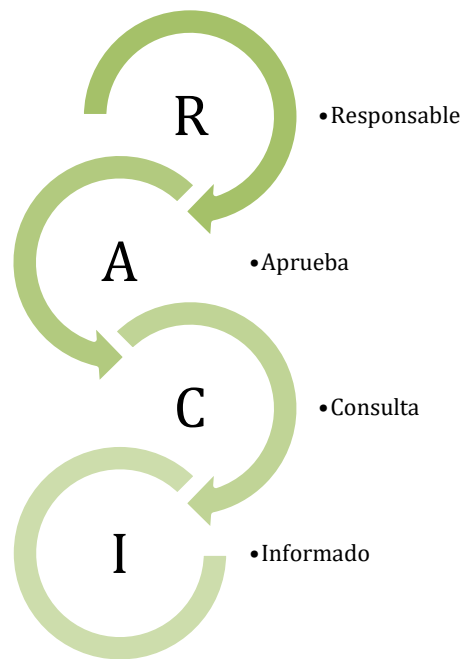 R
•Responsable
A
•Aprueba
C
•Consulta
I
•Informado